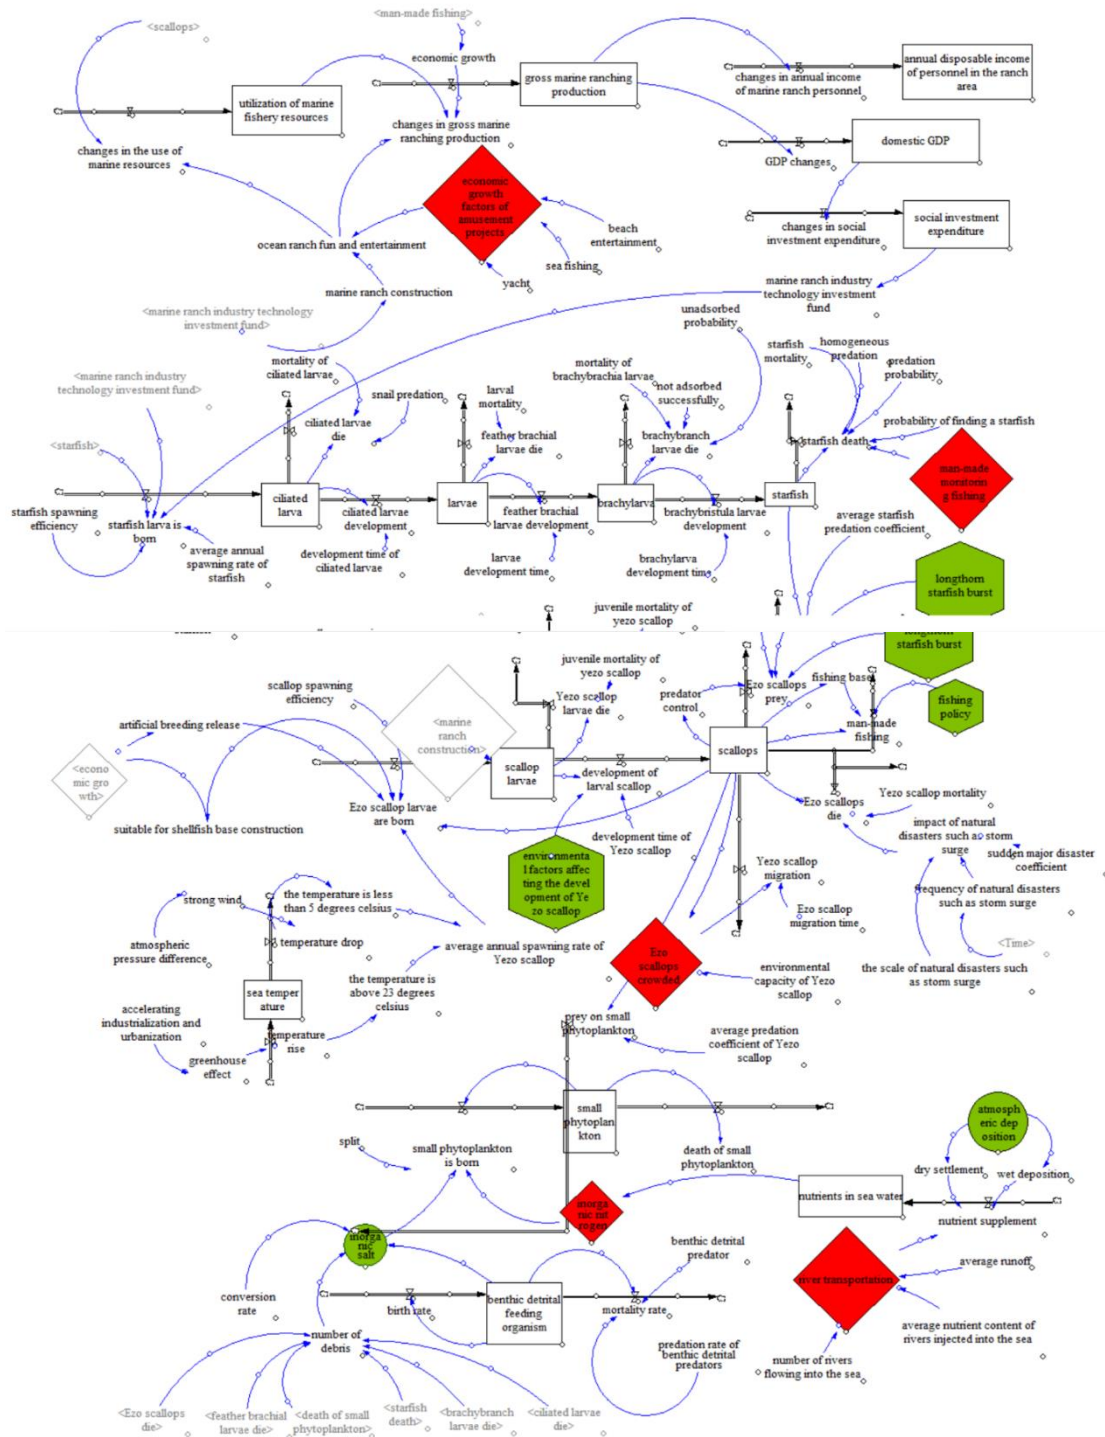 <scallops>
<man-made fishing>
economic growth
utilization of marine
fishery resources
gross marine ranching
production
changes in annual income
of marine ranch personnel
annual disposable income
of personnel in the ranch
area
changes in the use of
marine resources
changes in gross marine
ranching production
GDP changes
domestic GDP
economic
growth
factors of
amusement
projects
beach
entertainment
sea fishing
yacht
ocean ranch fun and entertainment
changes in social
investment expenditure
social investment
expenditure
marine ranch construction
marine ranch industry
technology investment
fund
<marine ranch industry technology
investment fund>
<marine ranch industry
technology investment fund>
<starfish>
starfish spawning
efficiency
starfish larva is
born
average annual
spawning rate of
starfish
mortality of
ciliated larvae
snail predation
ciliated larvae
die
ciliated
larva
ciliated larvae
development
development time of
ciliated larvae
larval
mortality
feather brachial
larvae die
larvae
feather brachial
larvae development
larvae
development time
mortality of
brachybrachia larvae
unadsorbed
probability
not adsorbed
successfully
brachybranch
larvae die
brachylarva
brachybristula larvae
development
brachylarva
development time
starfish
mortality
homogeneous
predation
predation
probability
probability of finding a starfish
starfish death
starfish
man-made
monitorin
g fishing
average starfish
predation coefficient
longthorn
starfish burst
juvenile mortality of
yezo scallop
starfish burst
scallop spawning
efficiency
artificial breeding release
<econo
mic gro
wth>
suitable for shellfish base construction
<marine
ranch
construction>
Ezo scallop larvae
are born
juvenile mortality of
yezo scallop
Yezo scallop
larvae die
scallop
larvae
development of
larval scallop
development time of
Yezo scallop
environmenta
l factors affec
ting the devel
opment of Ye
zo scallop
predator
control
Ezo scallops
prey
fishing base
man-made
fishing
fishing
policy
scallops
Ezo scallops
die
Yezo scallop mortality
impact of natural
disasters such as storm
surge
sudden major disaster
coefficient
frequency of natural disasters
such as storm surge
<Time>
the scale of natural disasters such
as storm surge
Yezo scallop
migration
Ezo scallop
migration time
Ezo
scallops
crowded
environmental
capacity of Yezo
scallop
strong wind
the temperature is less
than 5 degrees celsius
temperature drop
atmospheric
pressure difference
sea temper
ature
accelerating
industrialization and
urbanization
greenhouse
effect
temperature
rise
the temperature is
above 23 degrees
celsius
average annual spawning rate of
Yezo scallop
prey on small
phytoplankton
average predation
coefficient of Yezo
scallop
small
phytoplan
kton
split
small phytoplankton
is born
death of small
phytoplankton
inorga
nic nit
rogen
nutrients in sea water
atmosph
eric dep
osition
dry settlement
wet deposition
nutrient supplement
river transportation
average runoff
average nutrient content of
rivers injected into the sea
number of rivers
flowing into the sea
inorga
nic
salt
conversion
rate
birth rate
benthic detrital
feeding
organism
mortality rate
benthic detrital
predator
predation rate of
benthic detrital
predators
number of
debris
<Ezo scallops
die>
<feather brachial
larvae die>
<death of small
phytoplankton>
<starfish
death>
<brachybranch
larvae die>
<ciliated larvae
die>